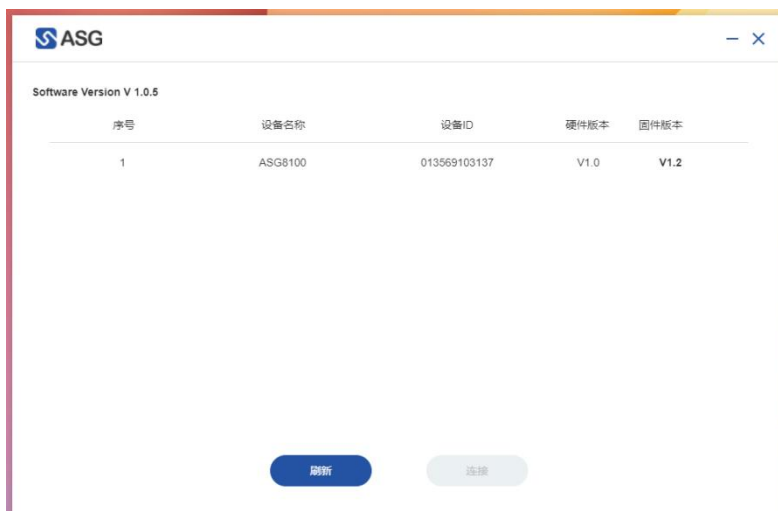 ASG
Software Version V 1.0.5
序号 设备名称 设备ID 硬件版本 固件版本
1 ASG8100 013569103137 V1.0 V1.2
刷新 连接